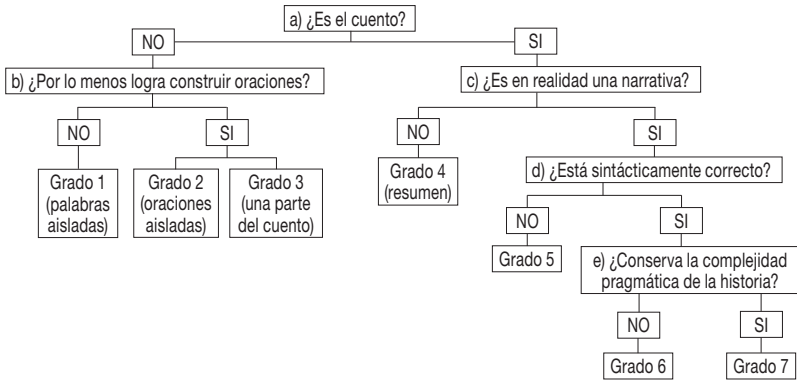 a) ¿Es el cuento?
NO
SI
b) ¿Por lo menos logra construir oraciones?
c) ¿Es en realidad una narrativa?
NO
SI
NO
SI
Grado 1
(palabras
aisladas)
Grado 2
(oraciones
aisladas)
Grado 3
(una parte
del cuento)
Grado 4
(resumen)
d) ¿Está sintácticamente correcto?
NO
SI
Grado 5
e) ¿Conserva la complejidad
pragmática de la historia?
NO
SI
Grado 6
Grado 7